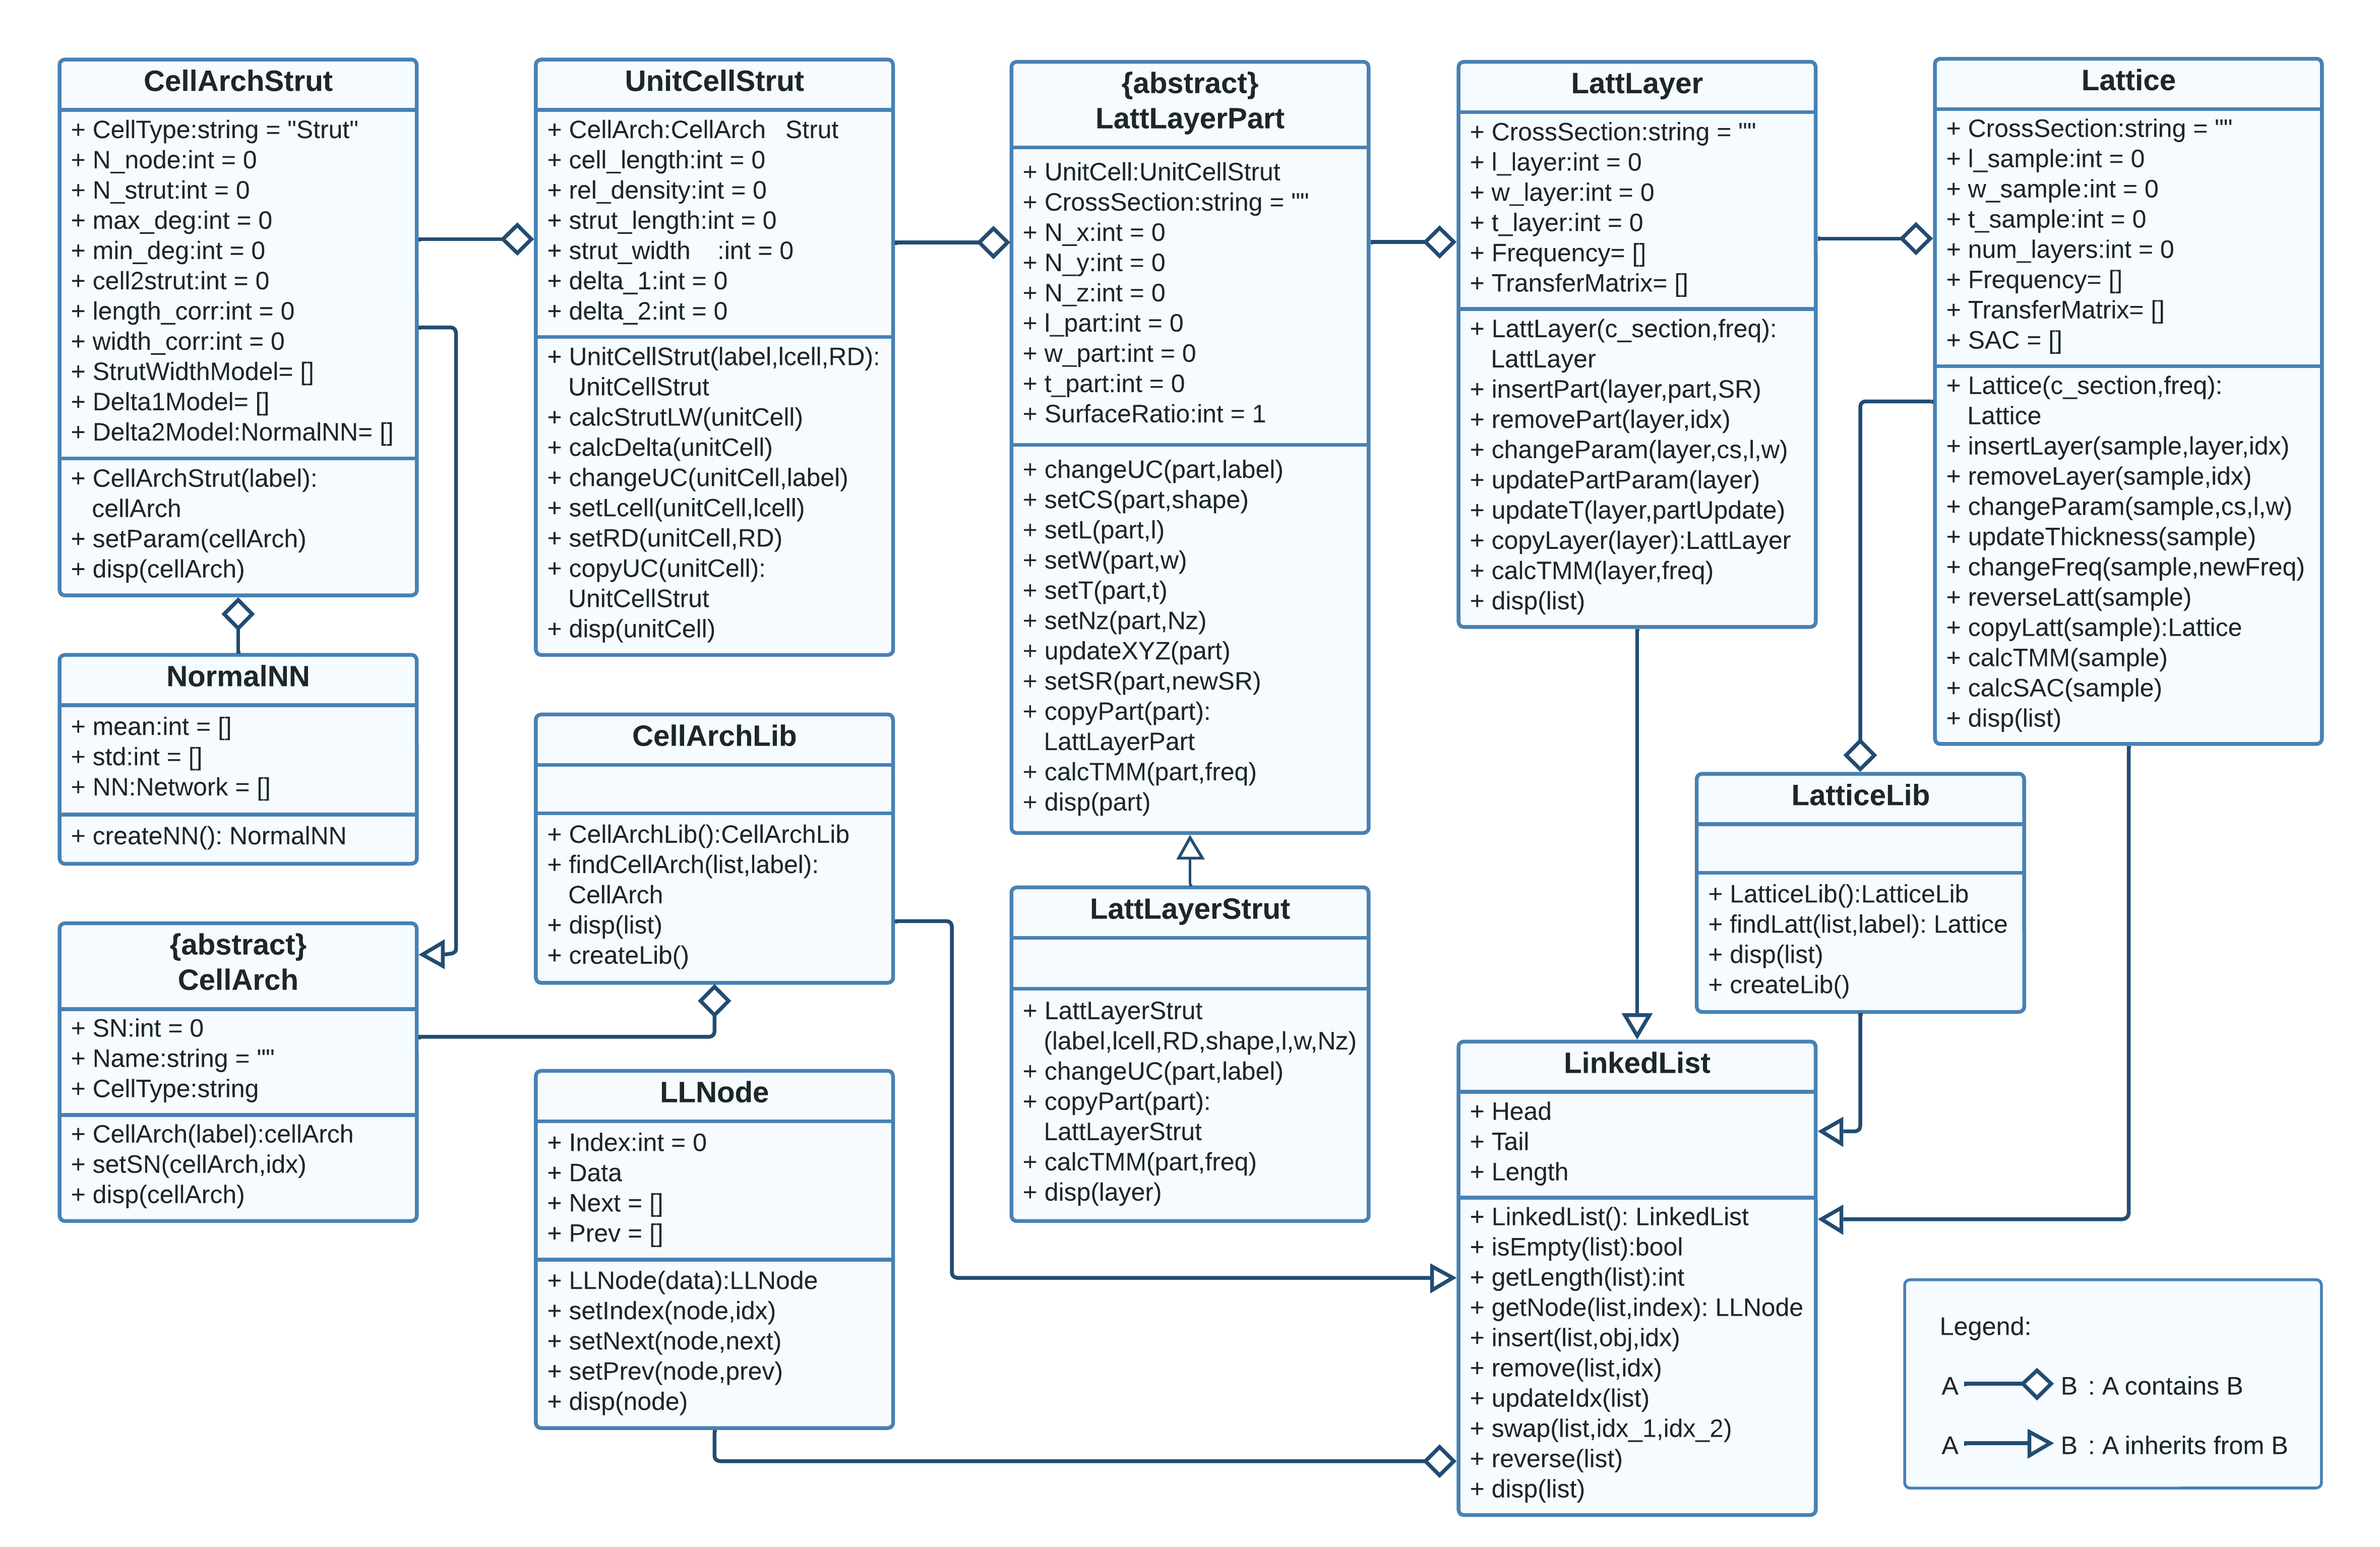 CellArchStrut
+ CellType:string = "Strut"
+ N_node:int = 0
+ N_strut:int = 0
+ max_deg:int = 0
+ min_deg:int = 0
+ cell2strut:int = 0
+ length_corr:int = 0
+ width_corr:int = 0
+ StrutWidthModel= []
+ Delta1Model= []
+ Delta2Model:NormalNN= []
+ CellArchStrut(label):
cellArch
+ setParam(cellArch)
+ disp(cellArch)
NormalNN
+ mean:int = []
+ std:int = []
+ NN:Network = []
+ createNN(): NormalNN
{abstract}
CellArch
+ SN:int = 0
+ Name:string = ""
+ CellType:string
+ CellArch(label):cellArch
+ setSN(cellArch,idx)
+ disp(cellArch)
UnitCellStrut
+ CellArch:CellArch Strut
+ cell_length:int = 0
+ rel_density:int = 0
+ strut_length:int = 0
+ strut_width :int = 0
+ delta_1:int = 0
+ delta_2:int = 0
+ UnitCellStrut(label,lcell,RD):
UnitCellStrut
+ calcStrutLW(unitCell)
+ calcDelta(unitCell)
+ changeUC(unitCell,label)
+ setLcell(unitCell,lcell)
+ setRD(unitCell,RD)
+ copyUC(unitCell):
UnitCellStrut
+ disp(unitCell)
CellArchLib
+ CellArchLib():CellArchLib
+ findCellArch(list,label):
CellArch
+ disp(list)
+ createLib()
LLNode
+ Index:int = 0
+ Data
+ Next = []
+ Prev = []
+ LLNode(data):LLNode
+ setIndex(node,idx)
+ setNext(node,next)
+ setPrev(node,prev)
+ disp(node)
{abstract}
LattLayerPart
+ UnitCell:UnitCellStrut
+ CrossSection:string = ""
+ N_x:int = 0
+ N_y:int = 0
+ N_z:int = 0
+ l_part:int = 0
+ w_part:int = 0
+ t_part:int = 0
+ SurfaceRatio:int = 1
+ changeUC(part,label)
+ setCS(part,shape)
+ setL(part,l)
+ setW(part,w)
+ setT(part,t)
+ setNz(part,Nz)
+ updateXYZ(part)
+ setSR(part,newSR)
+ copyPart(part):
LattLayerPart
+ calcTMM(part,freq)
+ disp(part)
LattLayerStrut
+ LattLayerStrut
(label,lcell,RD,shape,l,w,Nz)
+ changeUC(part,label)
+ copyPart(part):
LattLayerStrut
+ calcTMM(part,freq)
+ disp(layer)
LattLayer
+ CrossSection:string = ""
+ l_layer:int = 0
+ w_layer:int = 0
+ t_layer:int = 0
+ Frequency= []
+ TransferMatrix= []
+ LattLayer(c_section,freq):
LattLayer
+ insertPart(layer,part,SR)
+ removePart(layer,idx)
+ changeParam(layer,cs,l,w)
+ updatePartParam(layer)
+ updateT(layer,partUpdate)
+ copyLayer(layer):LattLayer
+ calcTMM(layer,freq)
+ disp(list)
Lattice
+ CrossSection:string = ""
+ l_sample:int = 0
+ w_sample:int = 0
+ t_sample:int = 0
+ num_layers:int = 0
+ Frequency= []
+ TransferMatrix= []
+ SAC = []
+ Lattice(c_section,freq):
Lattice
+ insertLayer(sample,layer,idx)
+ removeLayer(sample,idx)
+ changeParam(sample,cs,l,w)
+ updateThickness(sample)
+ changeFreq(sample,newFreq)
+ reverseLatt(sample)
+ copyLatt(sample):Lattice
+ calcTMM(sample)
+ calcSAC(sample)
+ disp(list)
LatticeLib
+ LatticeLib():LatticeLib
+ findLatt(list,label): Lattice
+ disp(list)
+ createLib()
LinkedList
+ Head
+ Tail
+ Length
+ LinkedList(): LinkedList
+ isEmpty(list):bool
+ getLength(list):int
+ getNode(list,index): LLNode
+ insert(list,obj,idx)
+ remove(list,idx)
+ updateIdx(list)
+ swap(list,idx_1,idx_2)
+ reverse(list)
+ disp(list)
Legend:
A B : A contains B
A B : A inherits from B